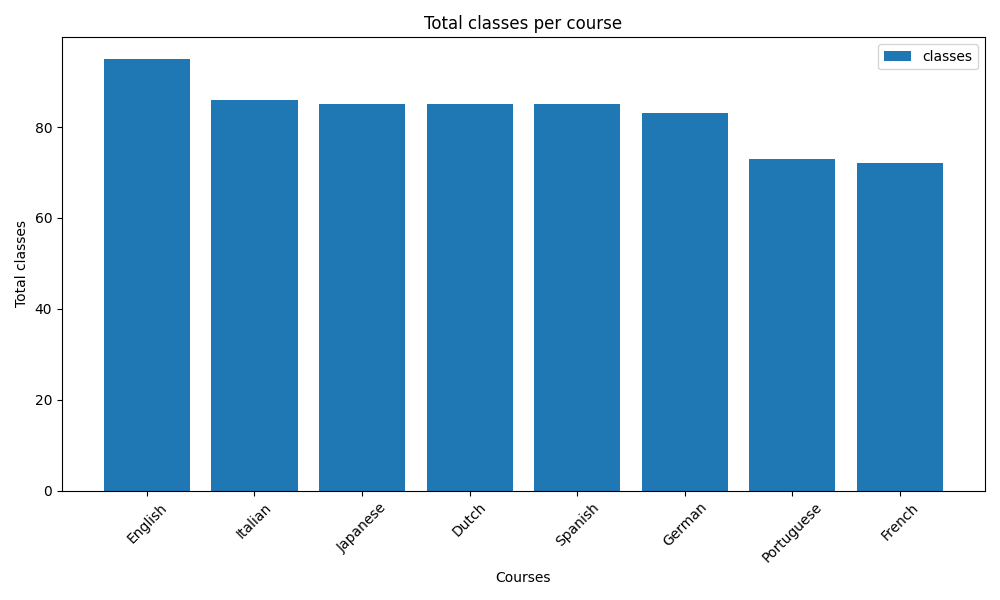 Total classes per course
classes
Total classes
80
60
40
20
0
English
Italian
Japanese
Dutch
Spanish
German
Portuguese
French
Courses